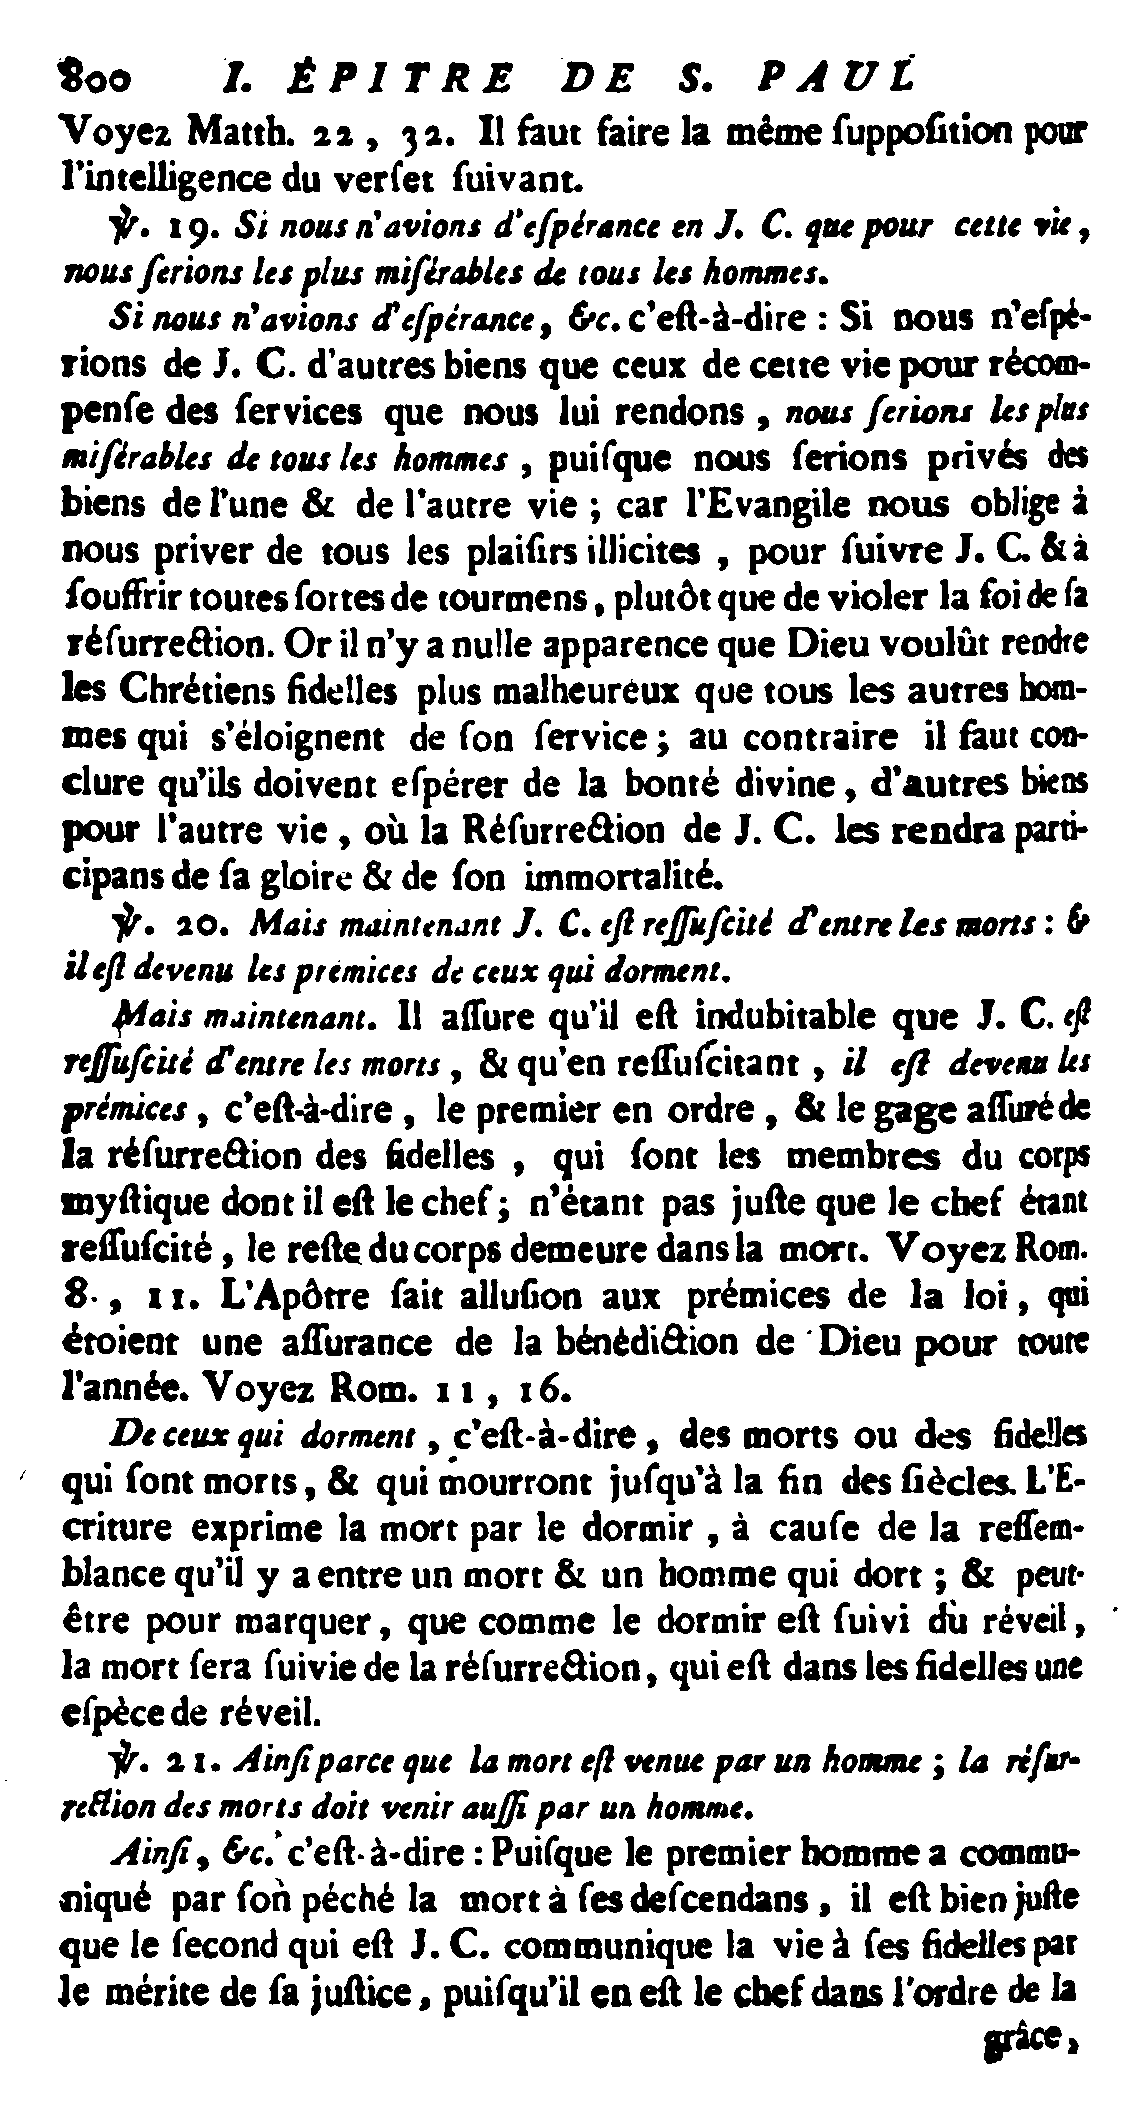 800 I. ÉPITRE DE S. PAUL
Voyez Matth. 22, 32. Il faut faire la même ſuppoſition pour
l'intelligence du verſet ſuivant.
℣. 19. Si nous n'avions d'eſpérance en J. C. que pour cette vie,
nous ſerions les plus miſérables de tous les hommes.
Si nous n'avions d'eſpérance, &c. c'eſt-à-dire : Si nous n'eſpé-
rions de J. C. d'autres biens que ceux de cette vie pour récom-
penſe des ſervices que nous lui rendons, nous ſerions les plus
miſérables de tous les hommes, puiſque nous ſerions privés des
biens de l'une & de l'autre vie ; car l'Evangile nous oblige à
nous priver de tous les plaiſirs illicites, pour ſuivre J. C. & à
ſouffrir toutes ſortes de tourmens, plutôt que de violer la foi de ſa
réſurrection. Or il n'y a nulle apparence que Dieu voulût rendre
les Chrétiens fidelles plus malheureux que tous les autres hom-
mes qui s'éloignent de ſon ſervice ; au contraire il faut con-
clure qu'ils doivent eſpérer de la bonté divine, d'autres biens
pour l'autre vie, où la Réſurrection de J. C. les rendra parti-
cipans de ſa gloire & de ſon immortalité.
℣. 20. Mais maintenant J. C. eſt reſſuſcité d'entre les morts : &
il eſt devenu les prémices de ceux qui dorment.
Mais maintenant. Il aſſure qu'il eſt indubitable que J. C. eſt
reſſuſcité d'entre les morts, & qu'en reſſuſcitant, il eſt devenu les
prémices, c'eſt-à-dire, le premier en ordre, & le gage aſſuré de
la réſurrection des fidelles, qui ſont les membres du corps
myſtique dont il eſt le chef ; n'étant pas juſte que le chef étant
reſſuſcité, le reſte du corps demeure dans la mort. Voyez Rom.
8, 11. L'Apôtre fait alluſion aux prémices de la loi, qui
étoient une aſſurance de la bénédiction de Dieu pour toute
l'année. Voyez Rom. 11, 16.
De ceux qui dorment, c'eſt-à-dire, des morts ou des fidelles
qui ſont morts, & qui mourront juſqu'à la fin des ſiècles. L'E-
criture exprime la mort par le dormir, à cauſe de la reſſem-
blance qu'il y a entre un mort & un homme qui dort ; & peut-
être pour marquer, que comme le dormir eſt ſuivi du réveil,
la mort ſera ſuivie de la réſurrection, qui eſt dans les fidelles une
eſpèce de réveil.
℣. 21. Ainſi parce que la mort eſt venue par un homme ; la réſur-
rection des morts doit venir auſſi par un homme.
Ainſi, &c. c'eſt-à-dire : Puiſque le premier homme a commu-
niqué par ſon péché la mort à ſes deſcendans, il eſt bien juſte
que le ſecond qui eſt J. C. communique la vie à ſes fidelles par
le mérite de ſa juſtice, puiſqu'il en eſt le chef dans l'ordre de la
grâce,